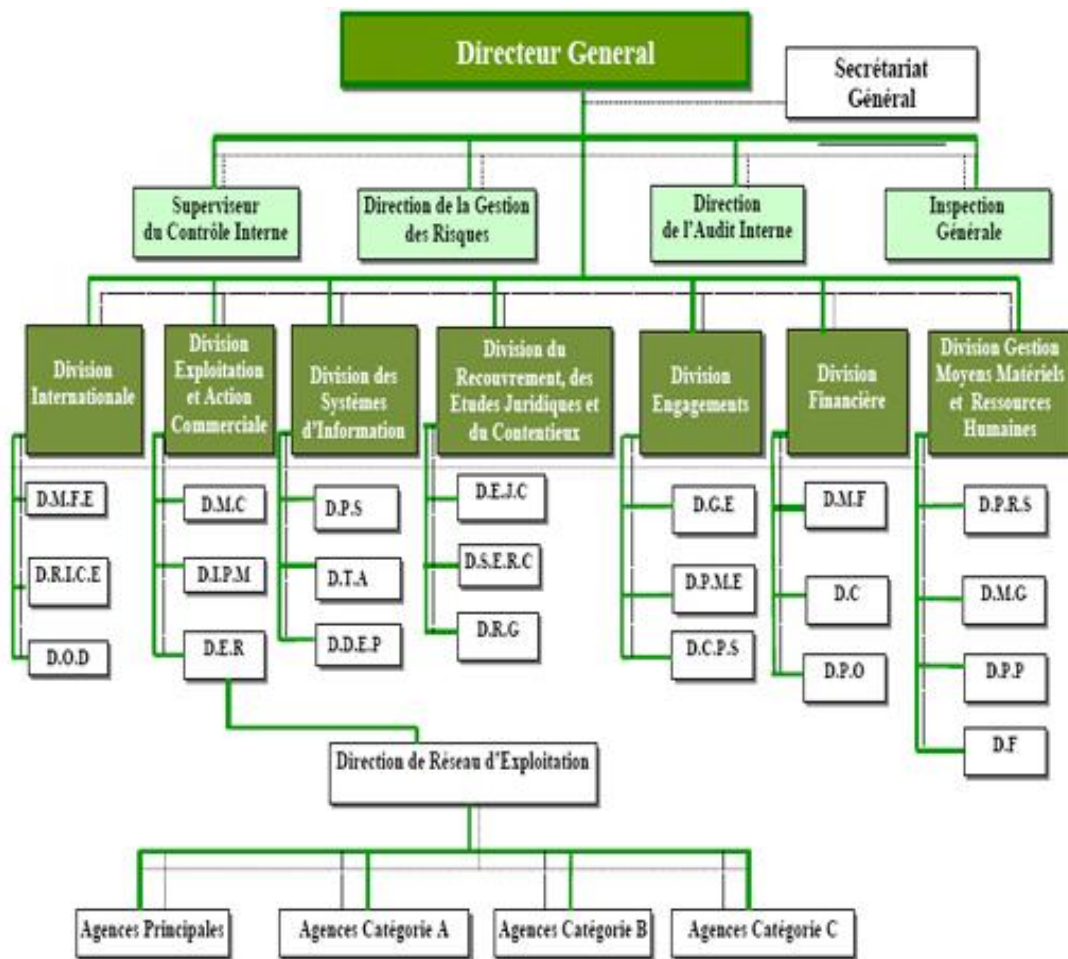 Directeur General
Secrétariat
Général
Superviseur
du Contrôle Interne
Direction de la Gestion
des Risques
Direction
de l'Audit Interne
Inspection
Générale
Division
Internationale
Division
Exploitation
et Action
Commerciale
Division des
Systèmes
d'Information
Division du
Recouvrement, des
Etudes Juridiques et
du Contentieux
Division
Engagements
Division
Financière
Division Gestion
Moyens Matériels
et Ressources
Humaines
D.M.F.E
D.R.I.C.E
D.O.D
D.M.C
D.I.P.M
D.E.R
D.P.S
D.T.A
D.D.E.P
D.E.J.C
D.S.E.R.C
D.R.G
D.G.E
D.P.M.E
D.C.P.S
D.M.F
D.C
D.P.O
D.P.R.S
D.M.G
D.P.P
D.F
Direction de Réseau d'Exploitation
Agences Principales
Agences Catégorie A
Agences Catégorie B
Agences Catégorie C